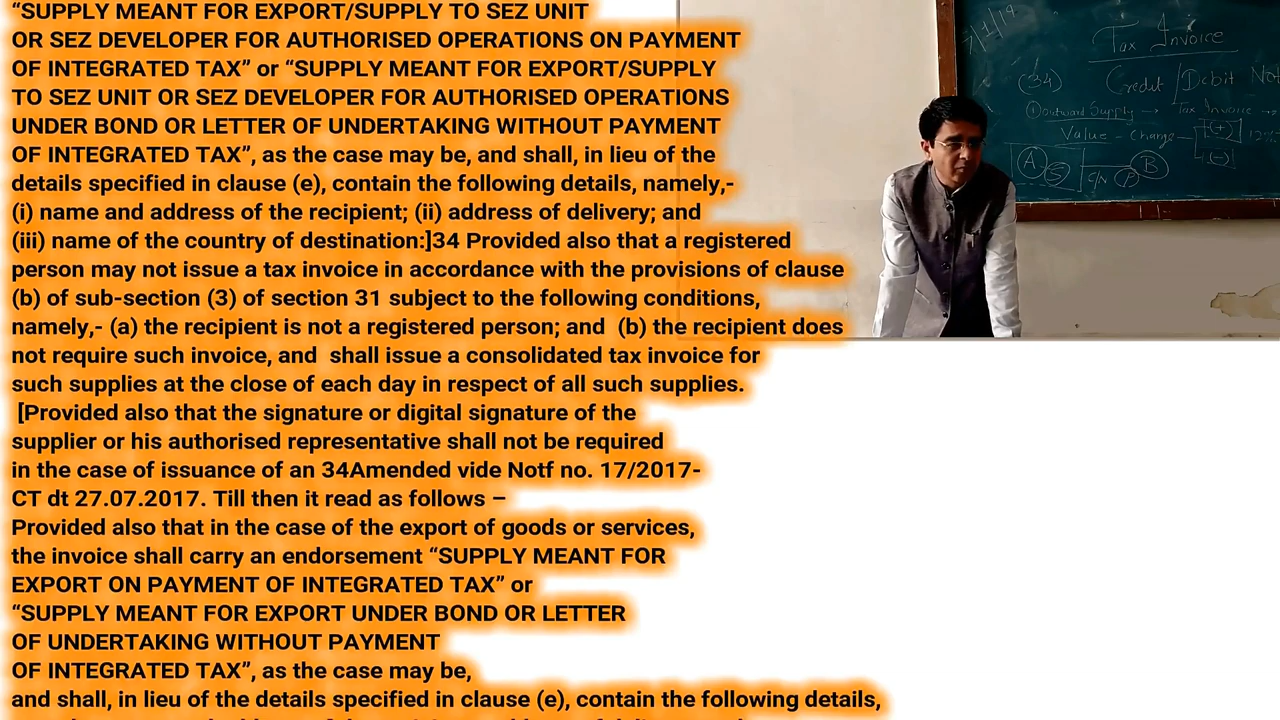 “SUPPLY MEANT FOR EXPORT/SUPPLY TO SEZ UNIT
OR SEZ DEVELOPER FOR AUTHORISED OPERATIONS ON PAYMENT
OF INTEGRATED TAX” or “SUPPLY MEANT FOR EXPORT/SUPPLY
TO SEZ UNIT OR SEZ DEVELOPER FOR AUTHORISED OPERATIONS
UNDER BOND OR LETTER OF UNDERTAKING WITHOUT PAYMENT
OF INTEGRATED TAX”, as the case may be, and shall, in lieu of the
details specified in clause (e), contain the following details, namely,-
(i) name and address of the recipient; (ii) address of delivery; and
(iii) name of the country of destination:]34 Provided also that a registered
person may not issue a tax invoice in accordance with the provisions of clause
(b) of sub-section (3) of section 31 subject to the following conditions,
namely,- (a) the recipient is not a registered person; and (b) the recipient does
not require such invoice, and shall issue a consolidated tax invoice for
such supplies at the close of each day in respect of all such supplies.
[Provided also that the signature or digital signature of the
supplier or his authorised representative shall not be required
in the case of issuance of an 34Amended vide Notf no. 17/2017-
CT dt 27.07.2017. Till then it read as follows –
Provided also that in the case of the export of goods or services,
the invoice shall carry an endorsement “SUPPLY MEANT FOR
EXPORT ON PAYMENT OF INTEGRATED TAX” or
“SUPPLY MEANT FOR EXPORT UNDER BOND OR LETTER
OF UNDERTAKING WITHOUT PAYMENT
OF INTEGRATED TAX”, as the case may be,
and shall, in lieu of the details specified in clause (e), contain the following details,
7/1/19
Tax Invoice
(34) Credit / Debit Not
① Outward Supply → Tax Invoice →
Value - Change (+) 12%
(-)
A S C/N P B